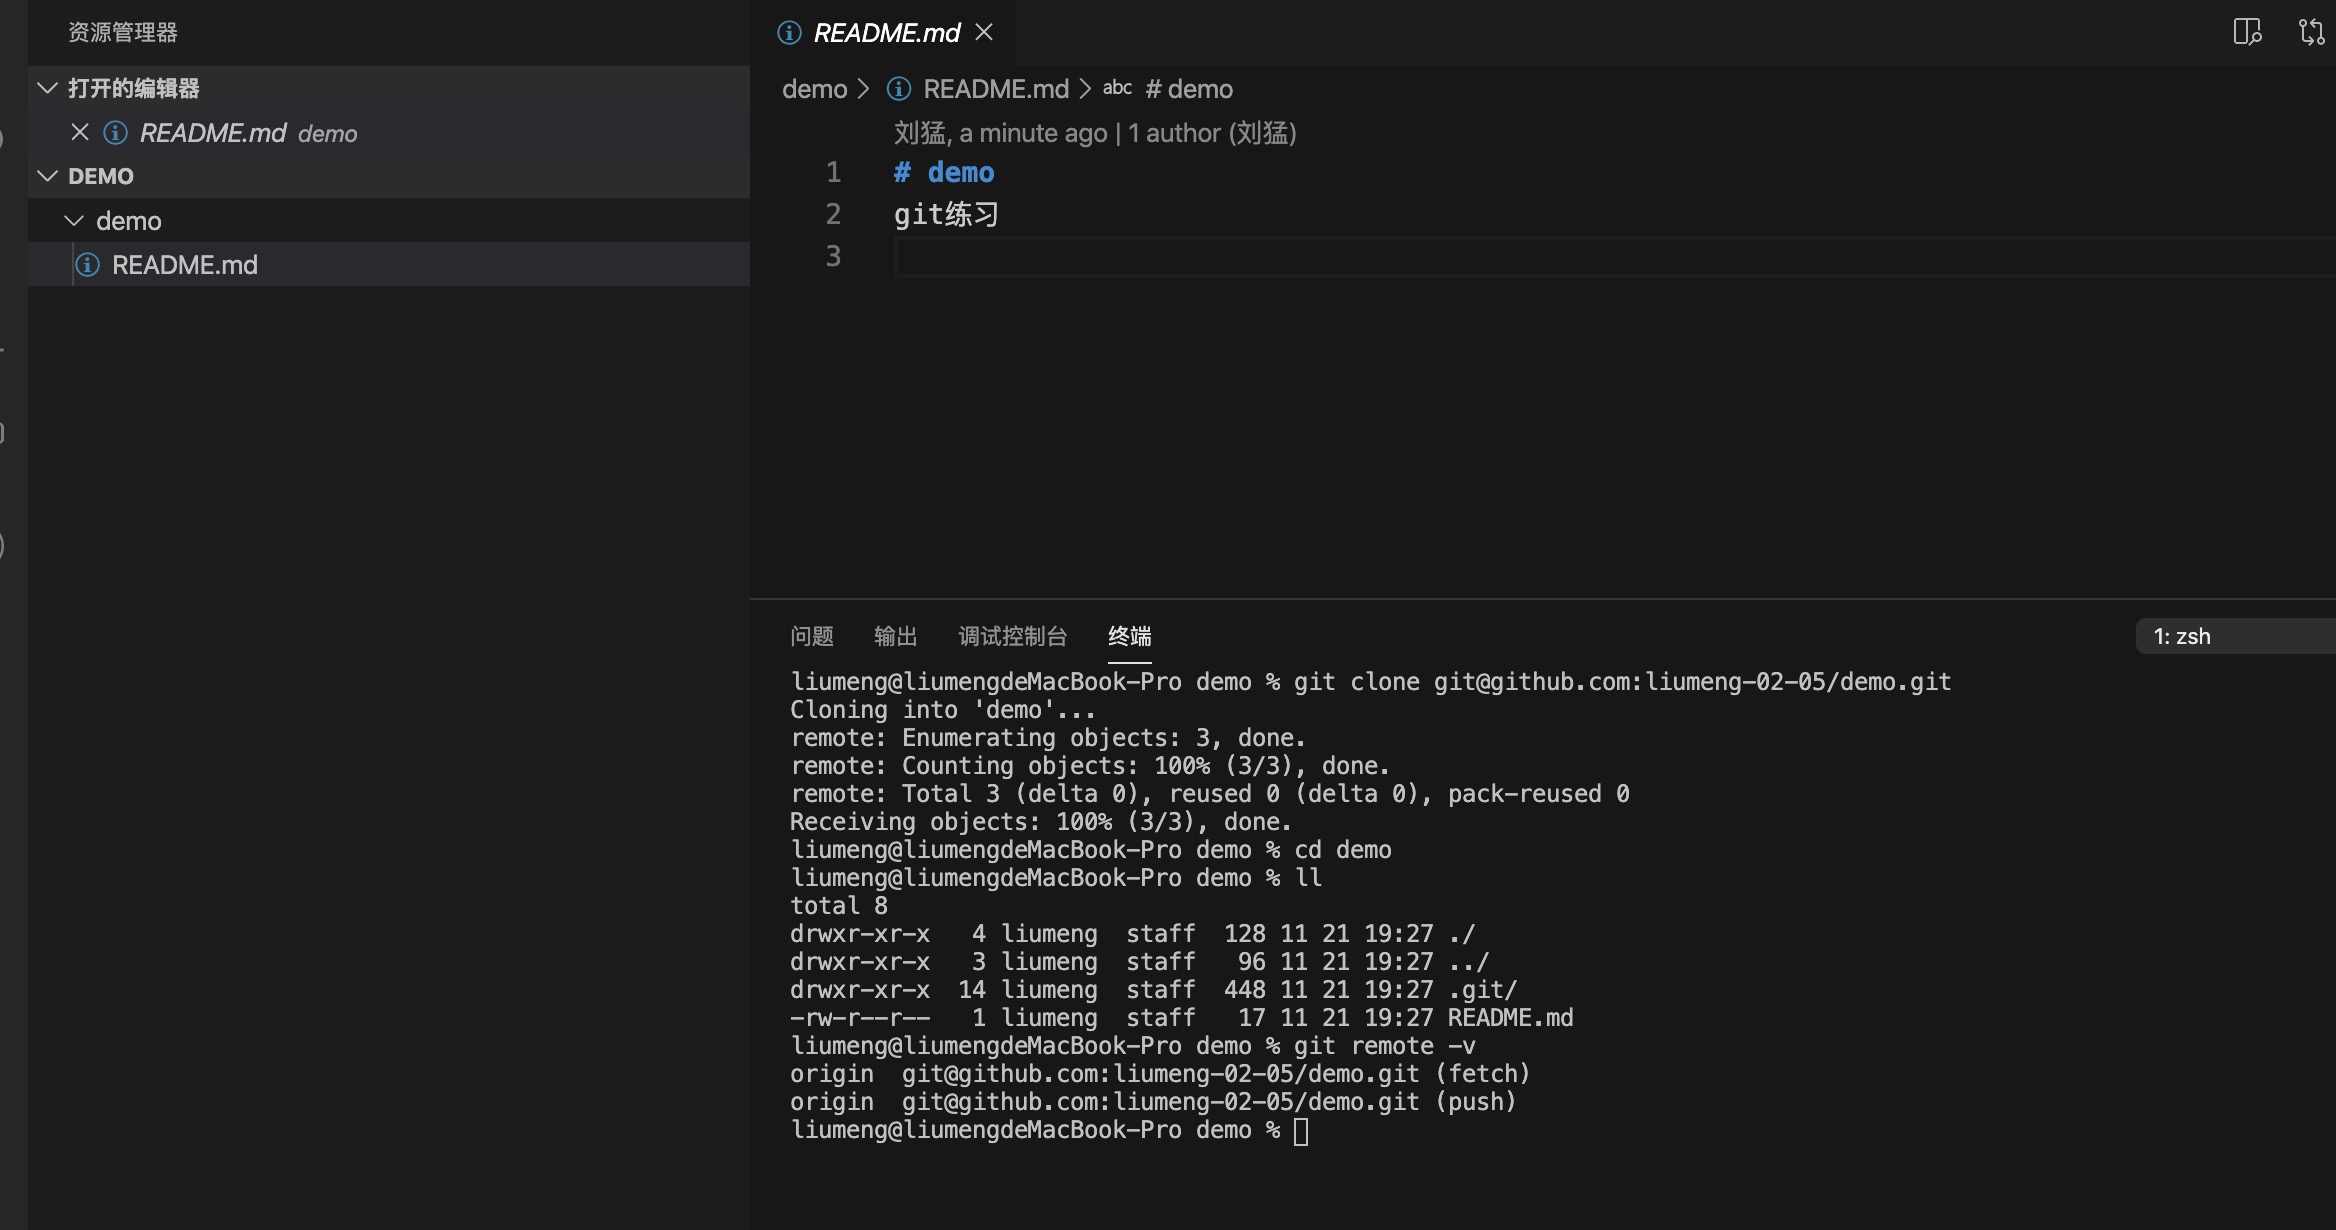 资源管理器
打开的编辑器
README.md demo
DEMO
demo
README.md
README.md
demo > README.md > abc # demo
刘猛, a minute ago | 1 author (刘猛)
1 # demo
2 git练习
3
问题 输出 调试控制台 终端
1: zsh
liumeng@liumengdeMacBook-Pro demo % git clone git@github.com:liumeng-02-05/demo.git
Cloning into 'demo'...
remote: Enumerating objects: 3, done.
remote: Counting objects: 100% (3/3), done.
remote: Total 3 (delta 0), reused 0 (delta 0), pack-reused 0
Receiving objects: 100% (3/3), done.
liumeng@liumengdeMacBook-Pro demo % cd demo
liumeng@liumengdeMacBook-Pro demo % ll
total 8
drwxr-xr-x   4 liumeng  staff  128 11 21 19:27 ./
drwxr-xr-x   3 liumeng  staff   96 11 21 19:27 ../
drwxr-xr-x  14 liumeng  staff  448 11 21 19:27 .git/
-rw-r--r--   1 liumeng  staff   17 11 21 19:27 README.md
liumeng@liumengdeMacBook-Pro demo % git remote -v
origin  git@github.com:liumeng-02-05/demo.git (fetch)
origin  git@github.com:liumeng-02-05/demo.git (push)
liumeng@liumengdeMacBook-Pro demo %